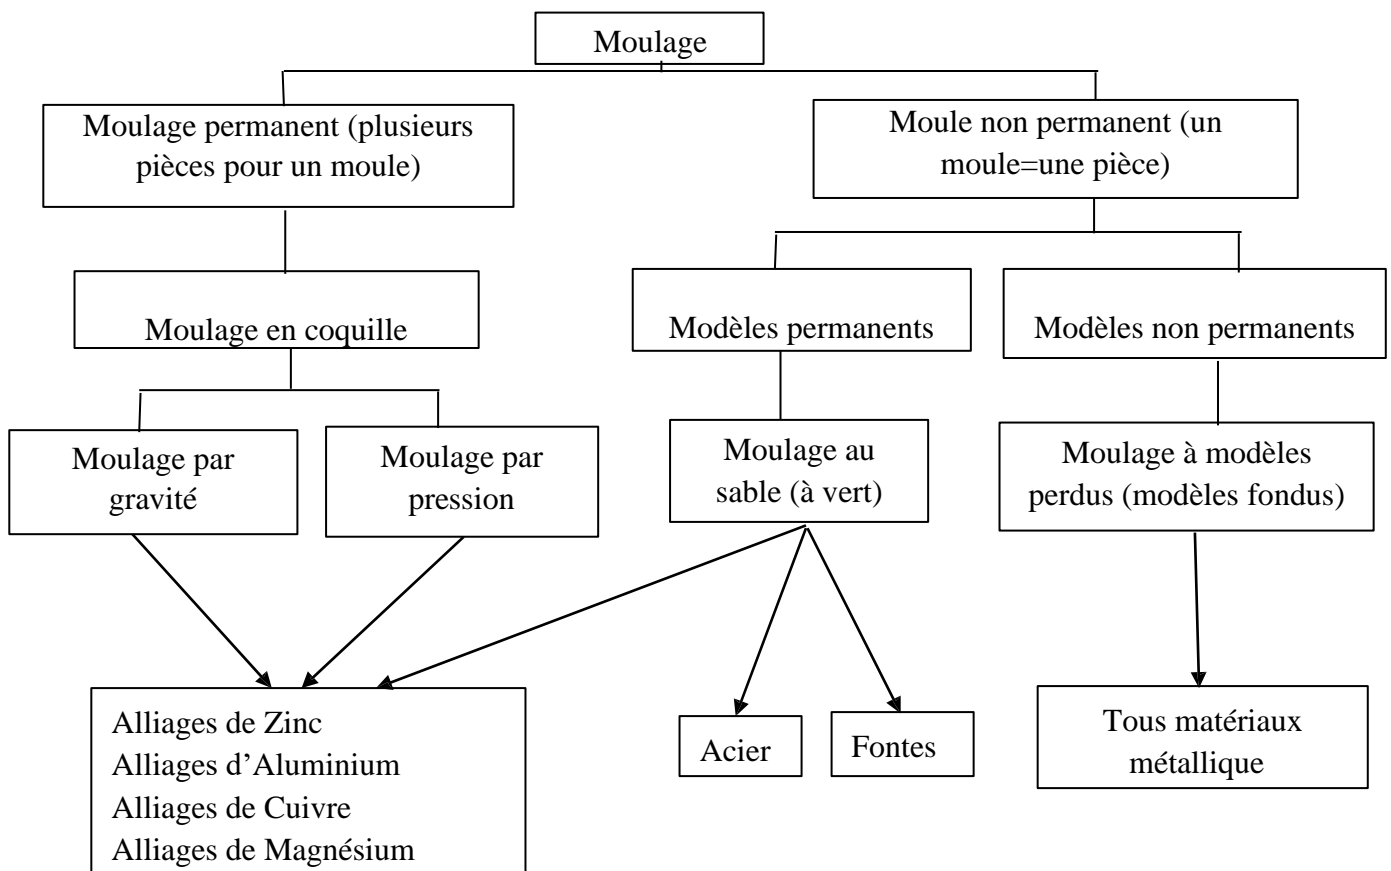 Moulage
Moulage permanent (plusieurs
pièces pour un moule)
Moule non permanent (un
moule=une pièce)
Moulage en coquille
Modèles permanents
Modèles non permanents
Moulage par
gravité
Moulage par
pression
Moulage au
sable (à vert)
Moulage à modèles
perdus (modèles fondus)
Alliages de Zinc
Alliages d’Aluminium
Alliages de Cuivre
Alliages de Magnésium
Acier
Fontes
Tous matériaux
métallique